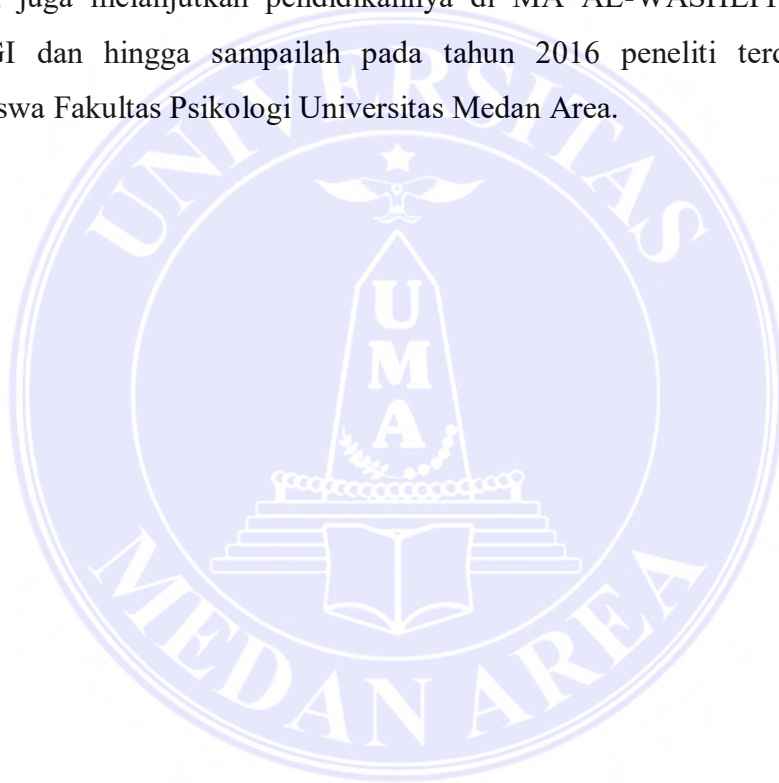 juga melanjutkan pendidikannya di MA
GI dan hingga sampailah pada tahun 2016 peneliti
Fakultas Psikologi Universitas Medan Area.
UNIVERSITAS
UMA
MEDAN AREA